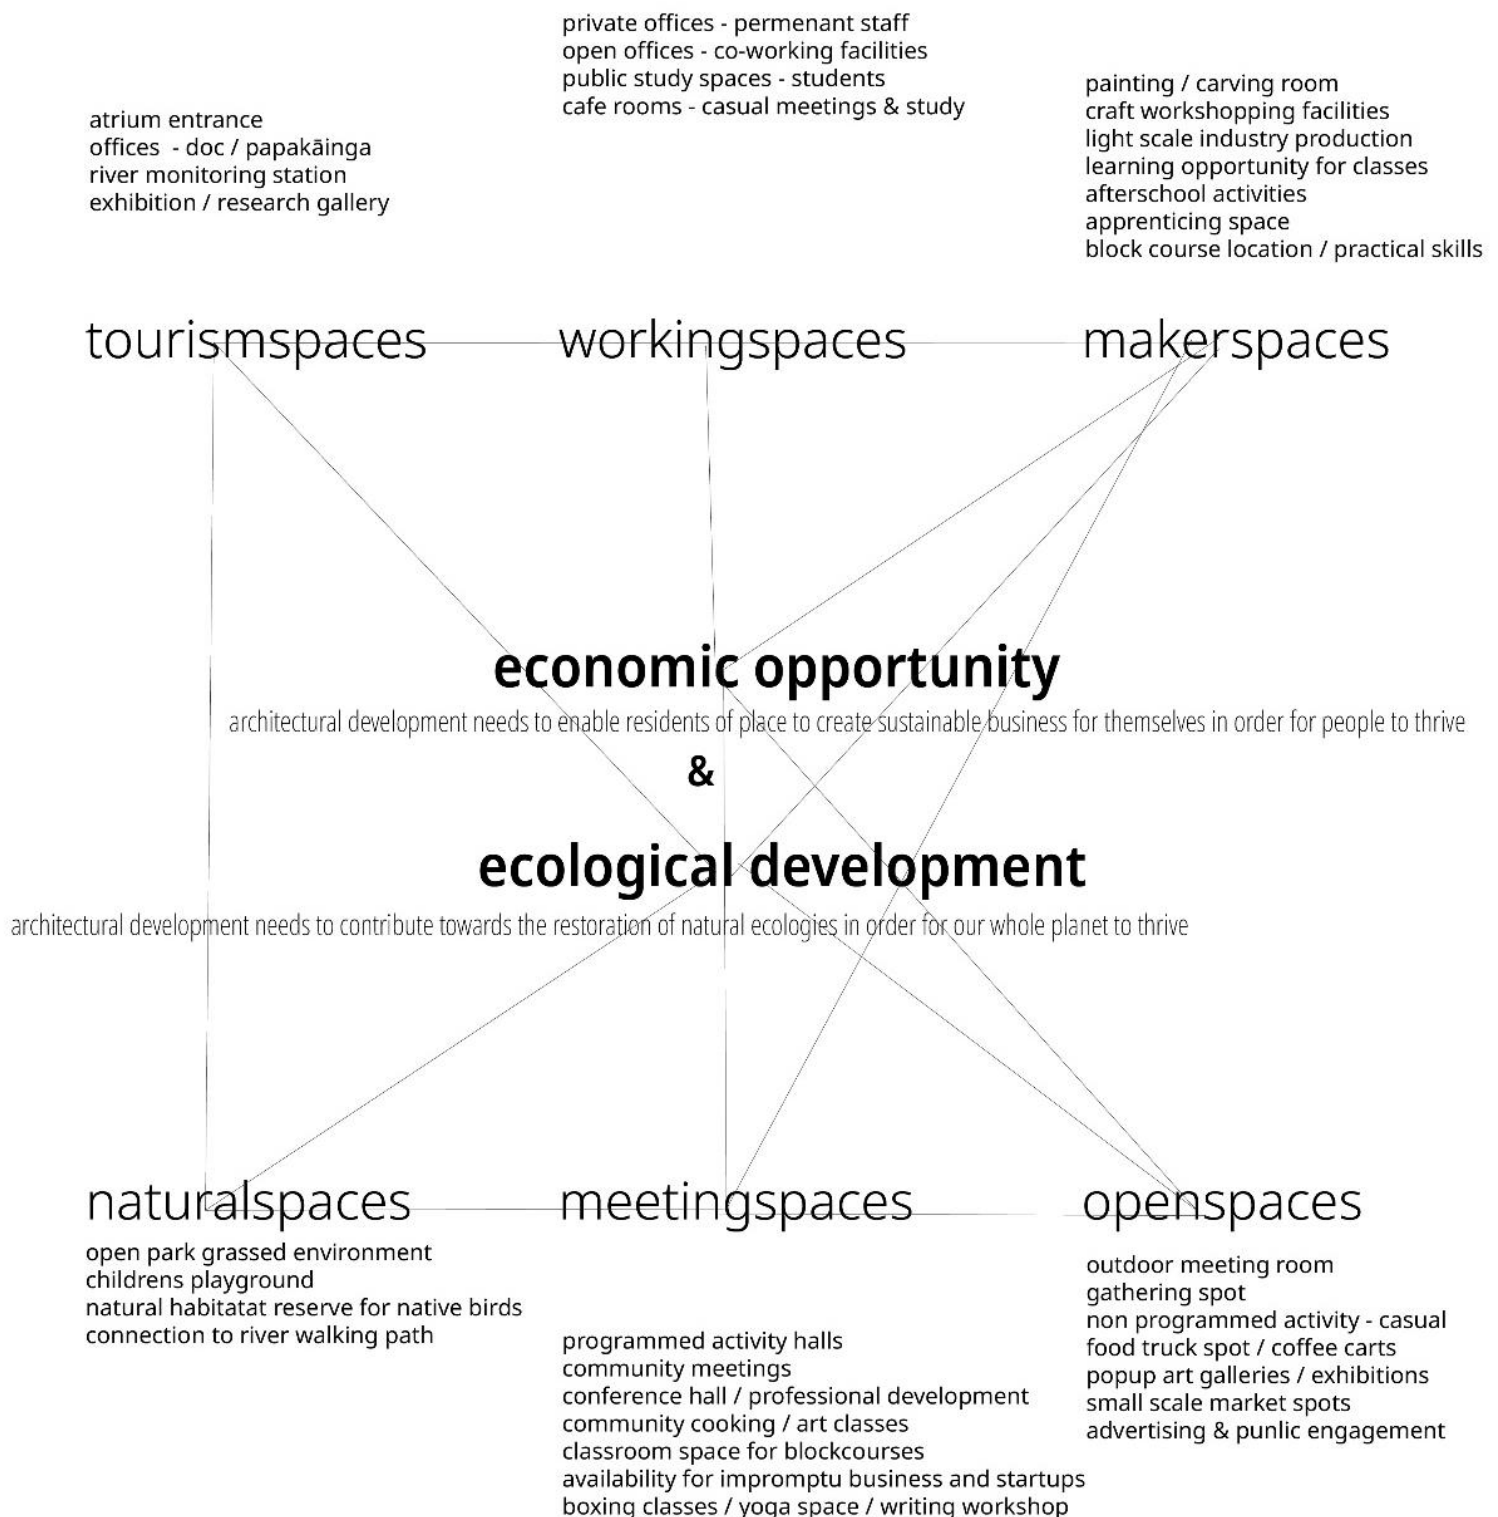 private offices - permenant staff
open offices - co-working facilities
public study spaces - students
cafe rooms - casual meetings & study
painting / carving room
craft workshopping facilities
light scale industry production
learning opportunity for classes
afterschool activities
apprenticing space
block course location / practical skills
atrium entrance
offices - doc / papakāinga
river monitoring station
exhibition / research gallery
tourismspaces
workingspaces
makerspaces
economic opportunity
architectural development needs to enable residents of place to create sustainable business for themselves in order for people to thrive
&
ecological development
architectural development needs to contribute towards the restoration of natural ecologies in order for our whole planet to thrive
naturalspaces
meetingspaces
openspaces
open park grassed environment
childrens playground
natural habitatat reserve for native birds
connection to river walking path
programmed activity halls
community meetings
conference hall / professional development
community cooking / art classes
classroom space for blockcourses
availability for impromptu business and startups
boxing classes / yoga space / writing workshop
outdoor meeting room
gathering spot
non programmed activity - casual
food truck spot / coffee carts
popup art galleries / exhibitions
small scale market spots
advertising & punlic engagement